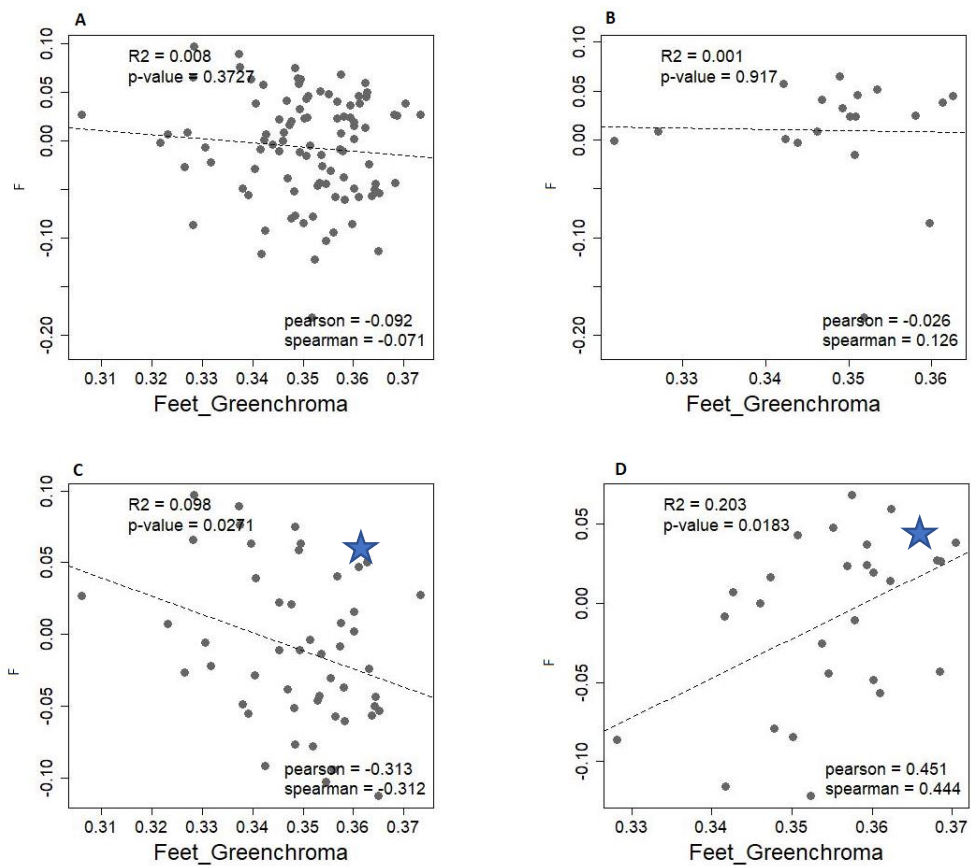 A
R2 = 0.008
p-value = 0.3727
0.10
0.05
0.00
-0.10
-0.20
F
pearson = -0.092
spearman = -0.071
0.31 0.32 0.33 0.34 0.35 0.36 0.37
Feet_Greenchroma
B
R2 = 0.001
p-value = 0.917
0.10
0.05
0.00
-0.10
-0.20
F
pearson = -0.026
spearman = 0.126
0.33 0.34 0.35 0.36
Feet_Greenchroma
C
R2 = 0.098
p-value = 0.0271
0.10
0.05
0.00
-0.05
-0.10
F
pearson = -0.313
spearman = -0.312
0.31 0.32 0.33 0.34 0.35 0.36 0.37
Feet_Greenchroma
D
R2 = 0.203
p-value = 0.0183
0.05
0.00
-0.05
-0.10
F
pearson = 0.451
spearman = 0.444
0.33 0.34 0.35 0.36 0.37
Feet_Greenchroma